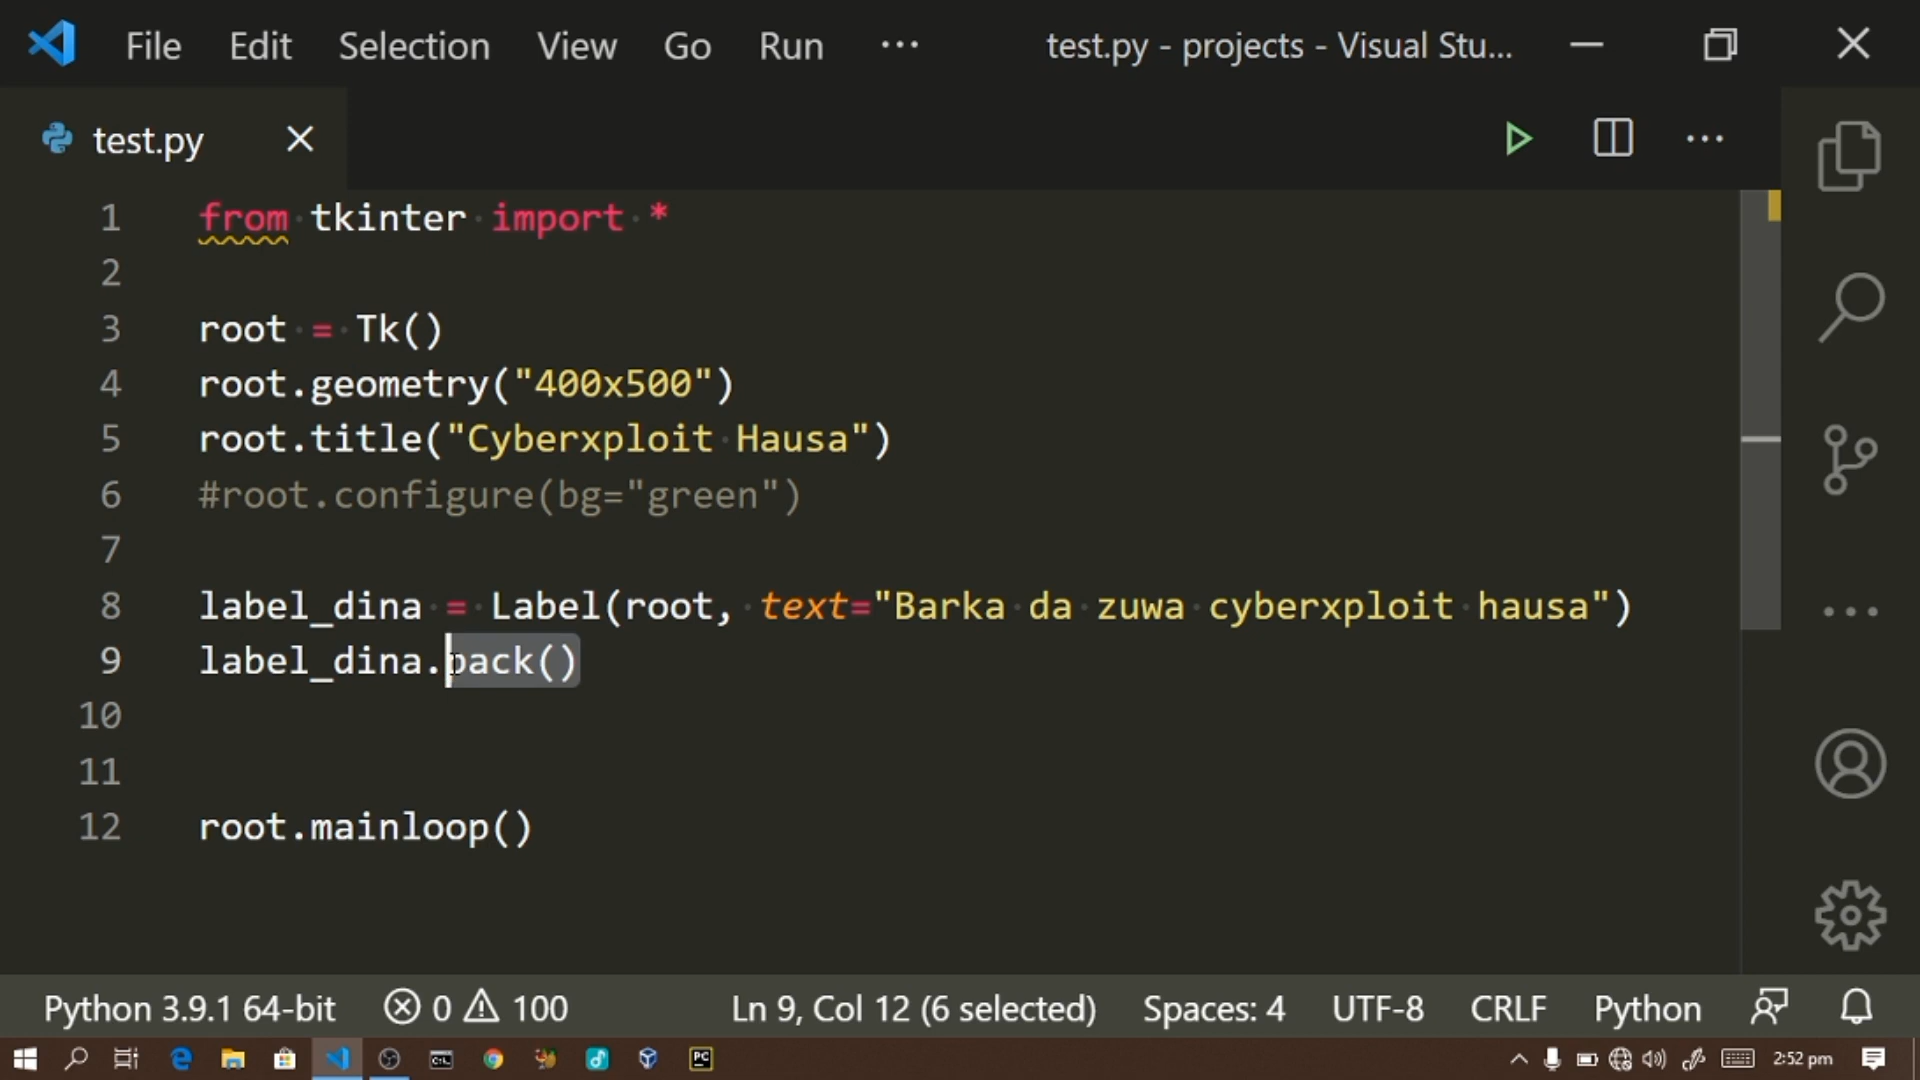 File Edit Selection View Go Run ··· test.py - projects - Visual Stu...
test.py
1 from tkinter import *
2
3 root = Tk()
4 root.geometry("400x500")
5 root.title("Cyberxploit Hausa")
6 #root.configure(bg="green")
7
8 label_dina = Label(root, text="Barka da zuwa cyberxploit hausa")
9 label_dina.pack()
10
11
12 root.mainloop()
Python 3.9.1 64-bit 0 100 Ln 9, Col 12 (6 selected) Spaces: 4 UTF-8 CRLF Python
PC 2:52 pm